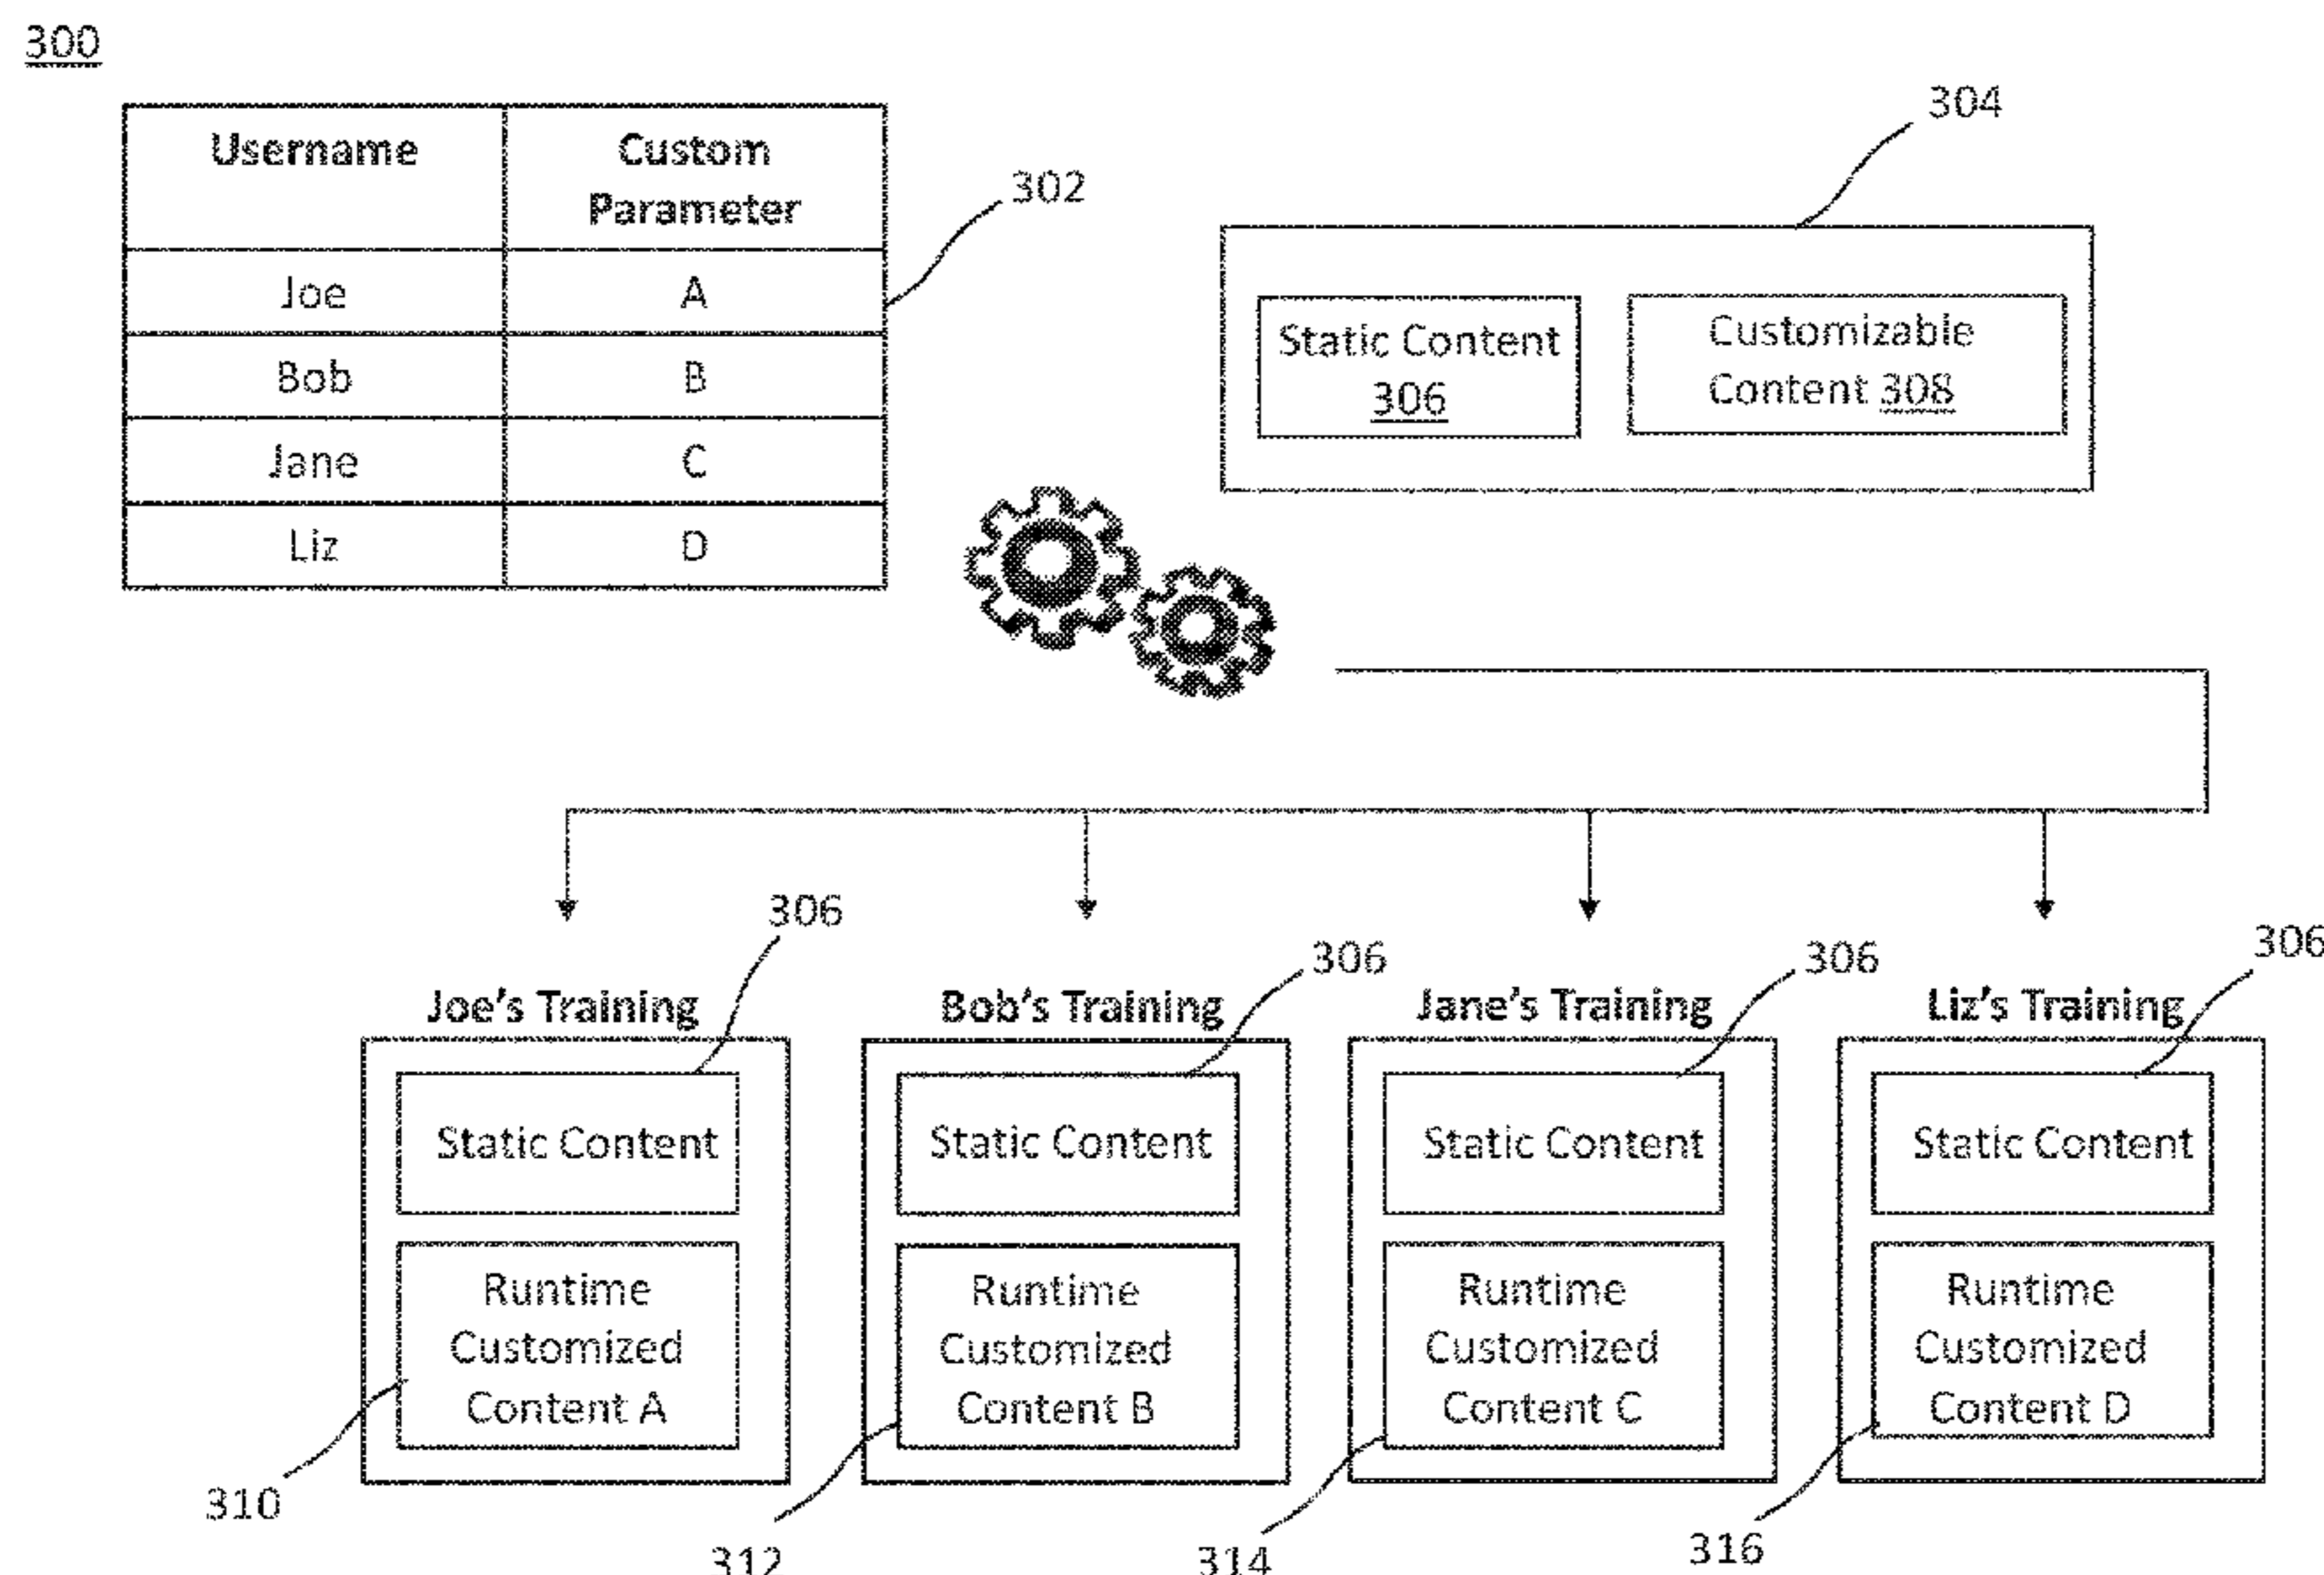 300
304
Username
Custom
Parameter
302
Joe
A
Bob
B
Jane
C
Liz
D
Static Content
306
Customizable
Content 308
306
306
306
306
Joe's Training
Bob's Training
Jane's Training
Liz's Training
Static Content
Static Content
Static Content
Static Content
Runtime
Customized
Content A
Runtime
Customized
Content B
Runtime
Customized
Content C
Runtime
Customized
Content D
310
312
314
316